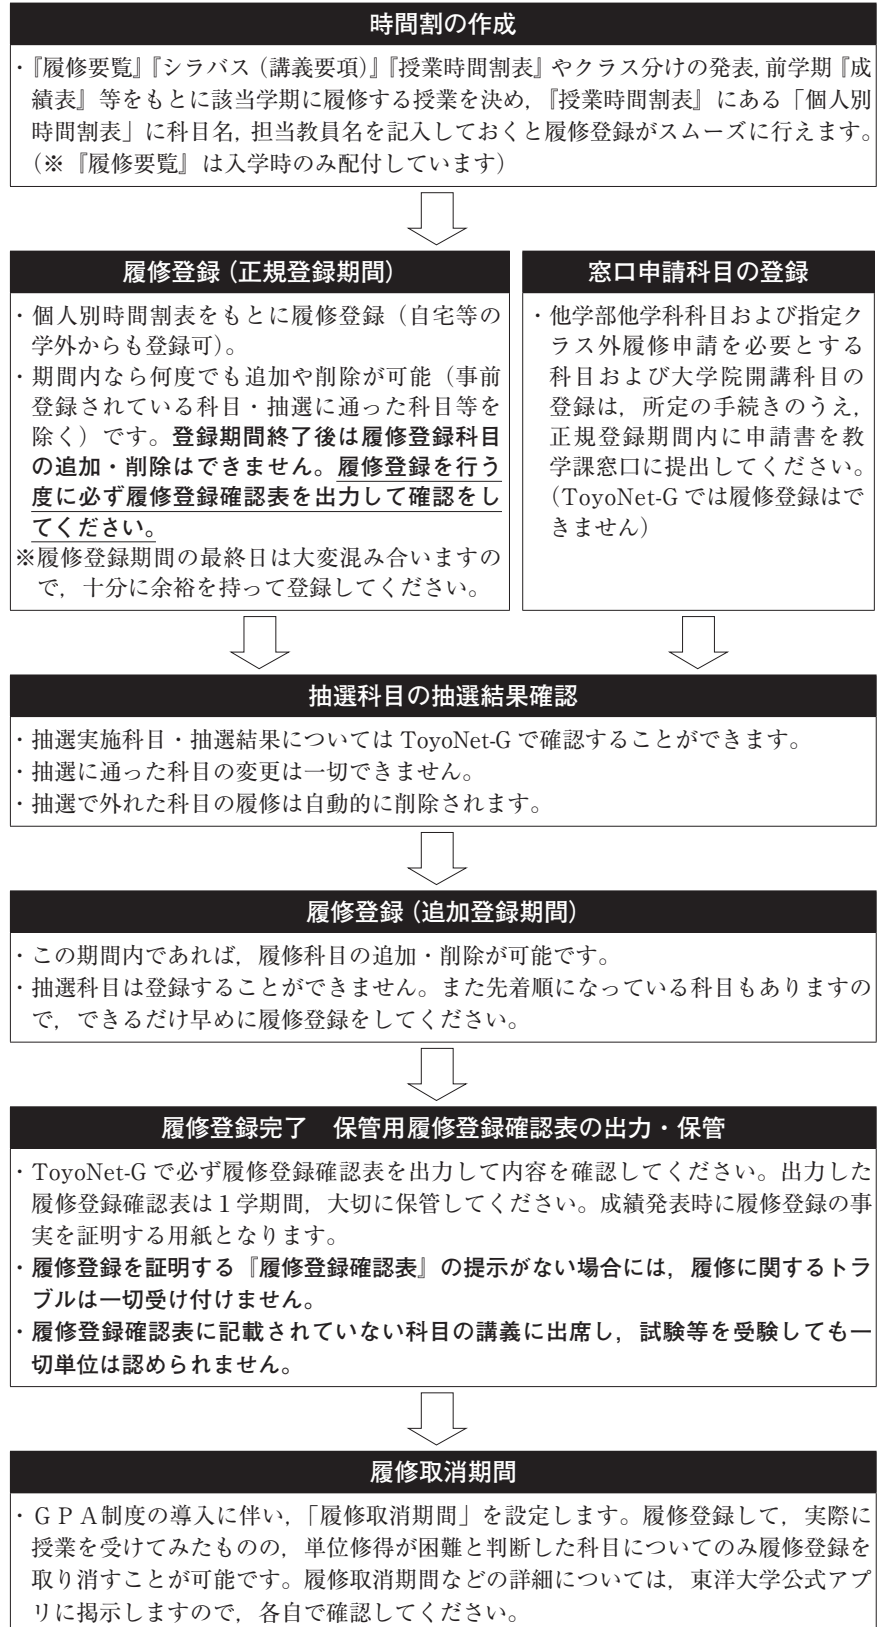 時間割の作成
・『履修要覧』『シラバス(講義要項)』『授業時間割表』やクラス分けの発表, 前学期『成
績表』等をもとに該当学期に履修する授業を決め,『授業時間割表』にある「個人別
時間割表」に科目名, 担当教員名を記入しておくと履修登録がスムーズに行えます。
(※『履修要覧』は入学時のみ配付しています)
履修登録(正規登録期間)
・個人別時間割表をもとに履修登録(自宅等の
学外からも登録可)。
・期間内なら何度でも追加や削除が可能(事前
登録されている科目・抽選に通った科目等を
除く)です。登録期間終了後は履修登録科目
の追加・削除はできません。履修登録を行う
度に必ず履修登録確認表を出力して確認をし
てください。
※履修登録期間の最終日は大変混み合いますの
で, 十分に余裕を持って登録してください。
窓口申請科目の登録
・他学部他学科科目および指定ク
ラス外履修申請を必要とする
科目および大学院開講科目の
登録は, 所定の手続きのうえ,
正規登録期間内に申請書を教
学課窓口に提出してください。
(ToyoNet-G では履修登録はで
きません)
抽選科目の抽選結果確認
・抽選実施科目・抽選結果については ToyoNet-G で確認することができます。
・抽選に通った科目の変更は一切できません。
・抽選で外れた科目の履修は自動的に削除されます。
履修登録(追加登録期間)
・この期間内であれば, 履修科目の追加・削除が可能です。
・抽選科目は登録することができません。また先着順になっている科目もありますの
で, できるだけ早めに履修登録をしてください。
履修登録完了 保管用履修登録確認表の出力・保管
・ToyoNet-G で必ず履修登録確認表を出力して内容を確認してください。出力した
履修登録確認表は1学期間, 大切に保管してください。成績発表時に履修登録の事
実を証明する用紙となります。
・履修登録を証明する『履修登録確認表』の提示がない場合には, 履修に関するトラ
ブルは一切受け付けません。
・履修登録確認表に記載されていない科目の講義に出席し, 試験等を受験しても一
切単位は認められません。
履修取消期間
・GPA制度の導入に伴い,「履修取消期間」を設定します。履修登録して, 実際に
授業を受けてみたものの, 単位修得が困難と判断した科目についてのみ履修登録を
取り消すことが可能です。履修取消期間などの詳細については, 東洋大学公式アプ
リに掲示しますので, 各自で確認してください。